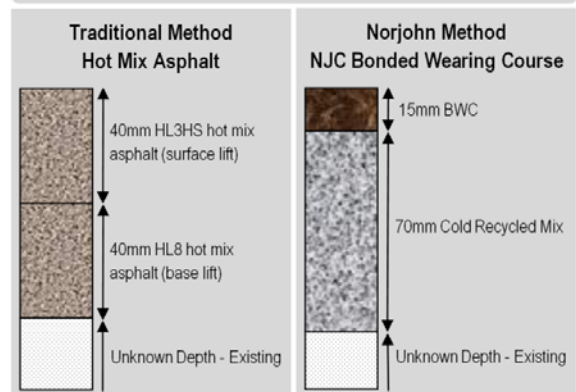 Traditional Method
Hot Mix Asphalt
40mm HL3HS hot mix
asphalt (surface lift)
40mm HL8 hot mix
asphalt (base lift)
Unknown Depth - Existing
Norjohn Method
NJC Bonded Wearing Course
15mm BWC
70mm Cold Recycled Mix
Unknown Depth - Existing